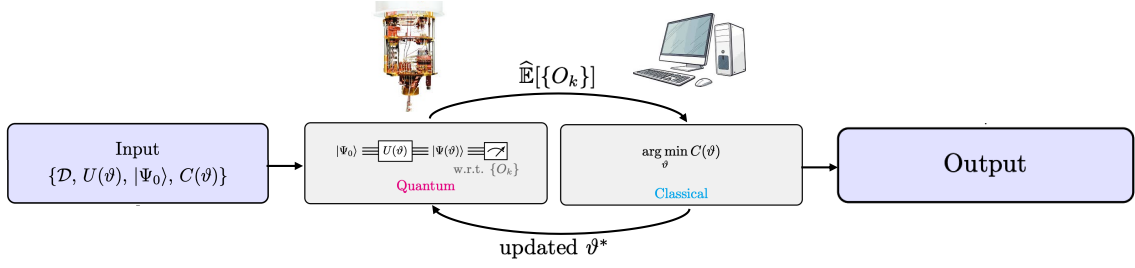 𝔼̂[{O_k}]
Input
{𝒟, U(ϑ), |Ψ₀⟩, C(ϑ)}
|Ψ₀⟩ U(ϑ) |Ψ(ϑ)⟩
w.r.t. {O_k}
Quantum
arg min C(ϑ)
ϑ
Classical
Output
updated ϑ*